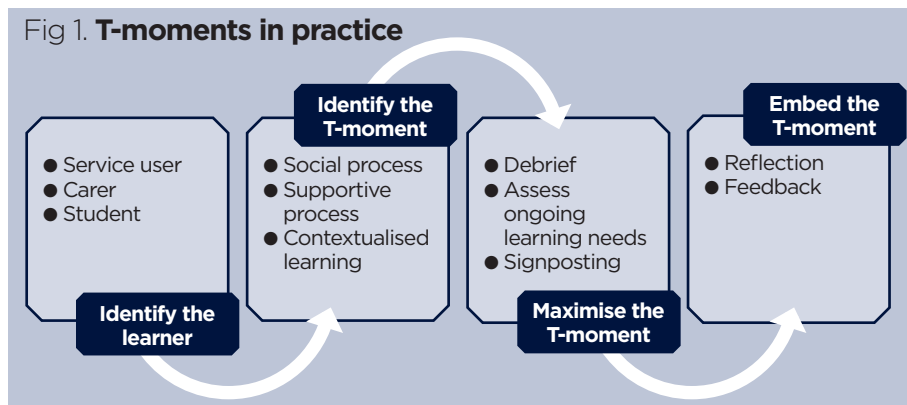 Fig 1. T-moments in practice
● Service user
● Carer
● Student
Identify the
learner
Identify the
T-moment
● Social process
● Supportive
process
● Contextualised
learning
● Debrief
● Assess
ongoing
learning needs
● Signposting
Maximise the
T-moment
Embed the
T-moment
● Reflection
● Feedback